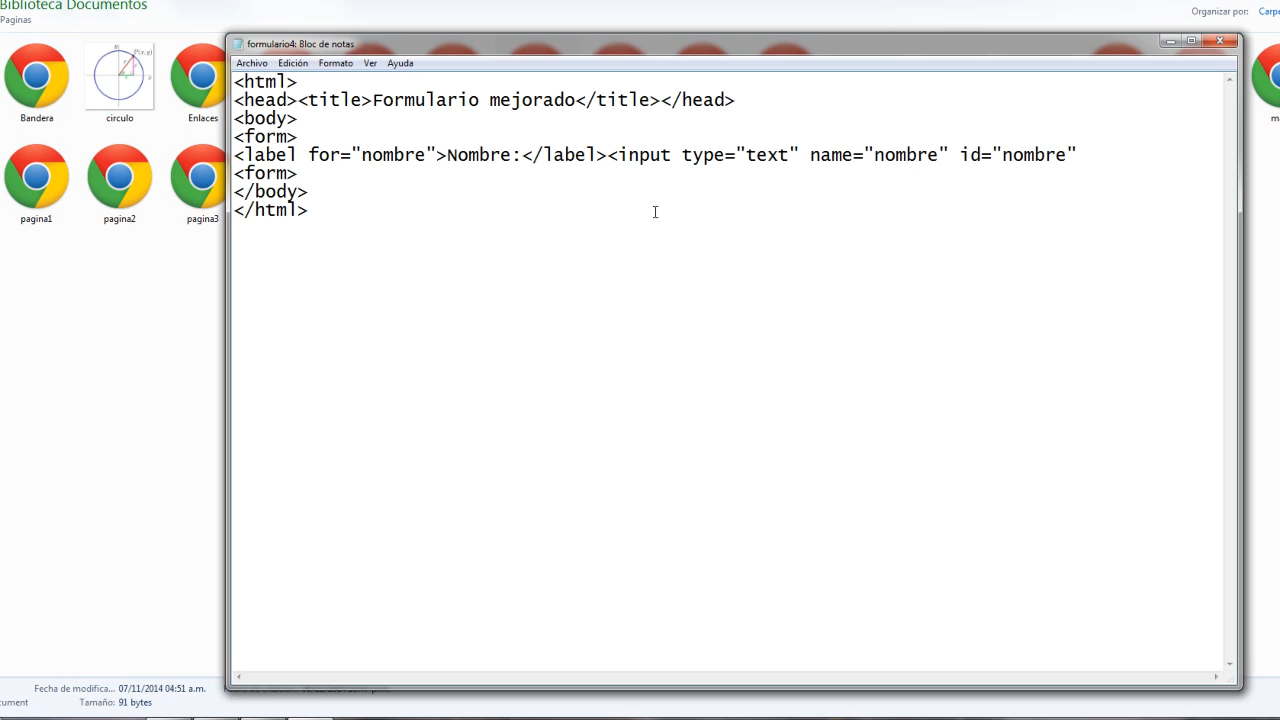 Biblioteca Documentos
Paginas
Organizar por:
Bandera
circulo
Enlaces
pagina1
pagina2
pagina3
formulario4: Bloc de notas
Archivo Edición Formato Ver Ayuda
<html>
<head><title>Formulario mejorado</title></head>
<body>
<form>
<label for="nombre">Nombre:</label><input type="text" name="nombre" id="nombre"
<form>
</body>
</html>
Fecha de modifica... 07/11/2014 04:51 a.m.
Tamaño: 91 bytes